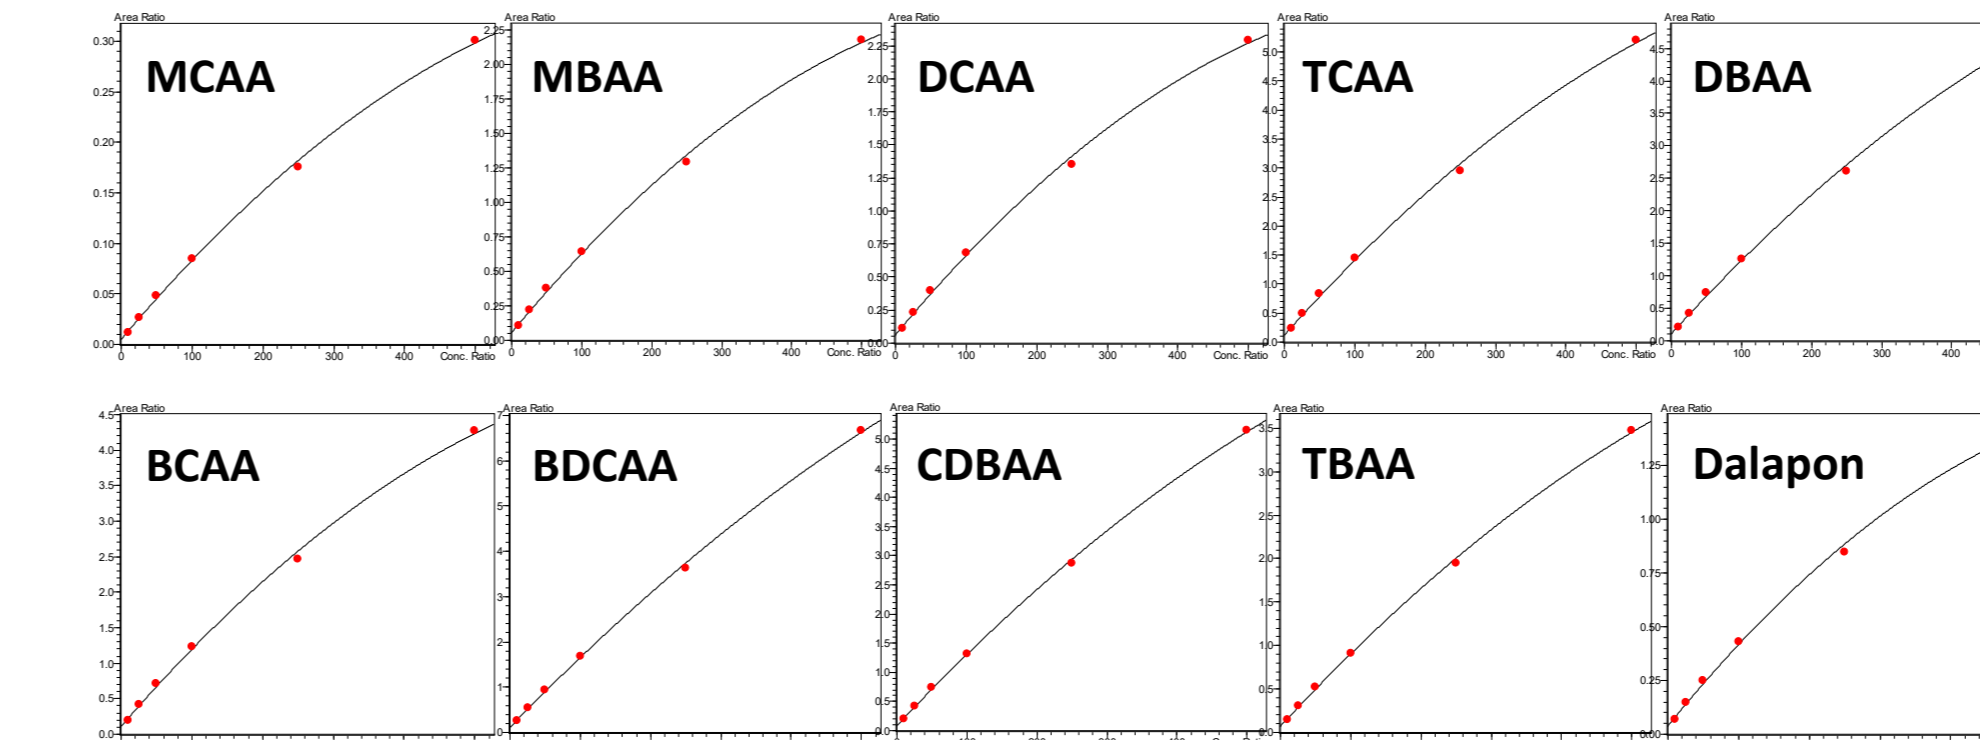 Area Ratio Area Ratio Area Ratio Area Ratio Area Ratio
MCAA MBAA DCAA TCAA DBAA
0.30 0.25 0.20 0.15 0.10 0.05 0.00
2.25 2.00 1.75 1.50 1.25 1.00 0.75 0.50 0.25 0.00
2.25 2.00 1.75 1.50 1.25 1.00 0.75 0.50 0.25 0.00
5.0 4.5 4.0 3.5 3.0 2.5 2.0 1.5 1.0 0.5 0.0
4.5 4.0 3.5 3.0 2.5 2.0 1.5 1.0 0.5 0.0
0 100 200 300 400 Conc. Ratio
0 200 400 Conc. Ratio
0 100 200 300 400 Conc. Ratio
0 100 200 300 400 Conc. Ratio
0 100 200 300 400
Area Ratio Area Ratio Area Ratio Area Ratio Area Ratio
BCAA BDCAA CDBAA TBAA Dalapon
4.5 4.0 3.5 3.0 2.5 2.0 1.5 1.0 0.5 0.0
7 6 5 4 3 2 1 0
5.0 4.5 4.0 3.5 3.0 2.5 2.0 1.5 1.0 0.5 0.0
3.5 3.0 2.5 2.0 1.5 1.0 0.5 0.0
1.25 1.00 0.75 0.50 0.25 0.00